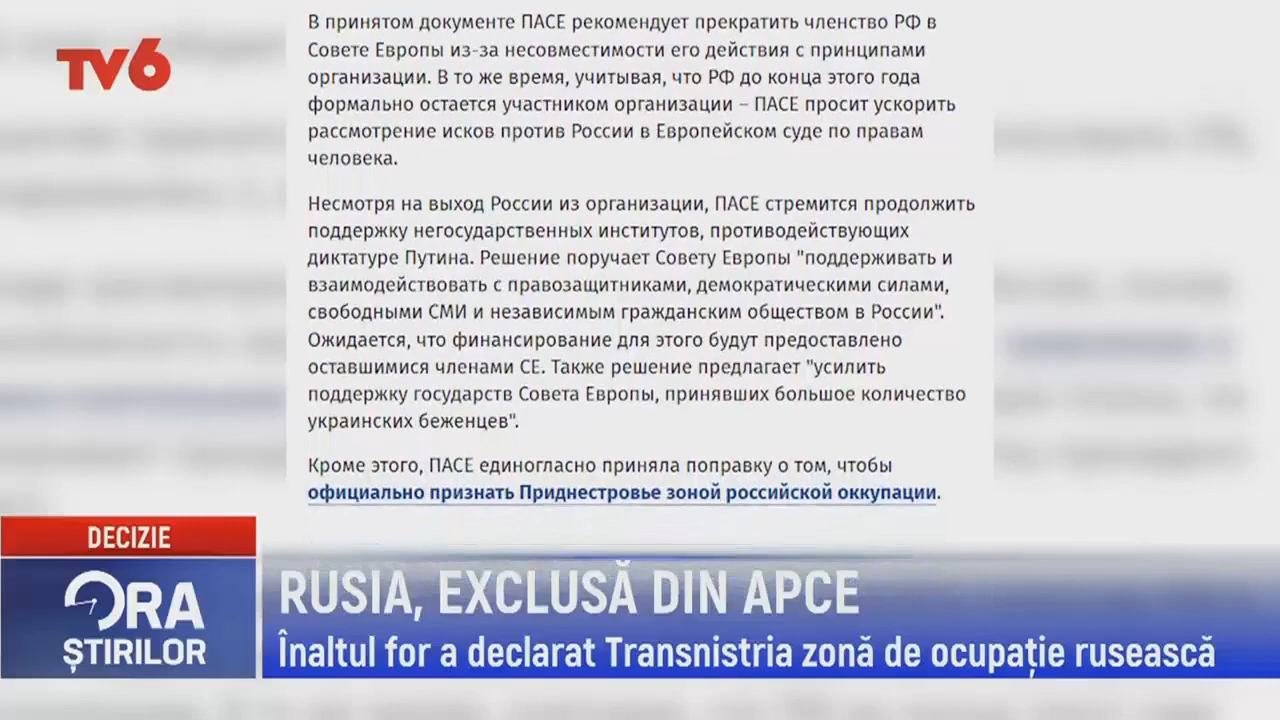 TV6
В принятом документе ПАСЕ рекомендует прекратить членство РФ в
Совете Европы из-за несовместимости его действия с принципами
организации. В то же время, учитывая, что РФ до конца этого года
формально остается участником организации – ПАСЕ просит ускорить
рассмотрение исков против России в Европейском суде по правам
человека.
Несмотря на выход России из организации, ПАСЕ стремится продолжить
поддержку негосударственных институтов, противодействующих
диктатуре Путина. Решение поручает Совету Европы "поддерживать и
взаимодействовать с правозащитниками, демократическими силами,
свободными СМИ и независимым гражданским обществом в России".
Ожидается, что финансирование для этого будут предоставлено
оставшимися членами СЕ. Также решение предлагает "усилить
поддержку государств Совета Европы, принявших большое количество
украинских беженцев".
Кроме этого, ПАСЕ единогласно приняла поправку о том, чтобы
официально признать Приднестровье зоной российской оккупации.
DECIZIE
ORA
ȘTIRILOR
RUSIA, EXCLUSĂ DIN APCE
Înaltul for a declarat Transnistria zonă de ocupație rusească